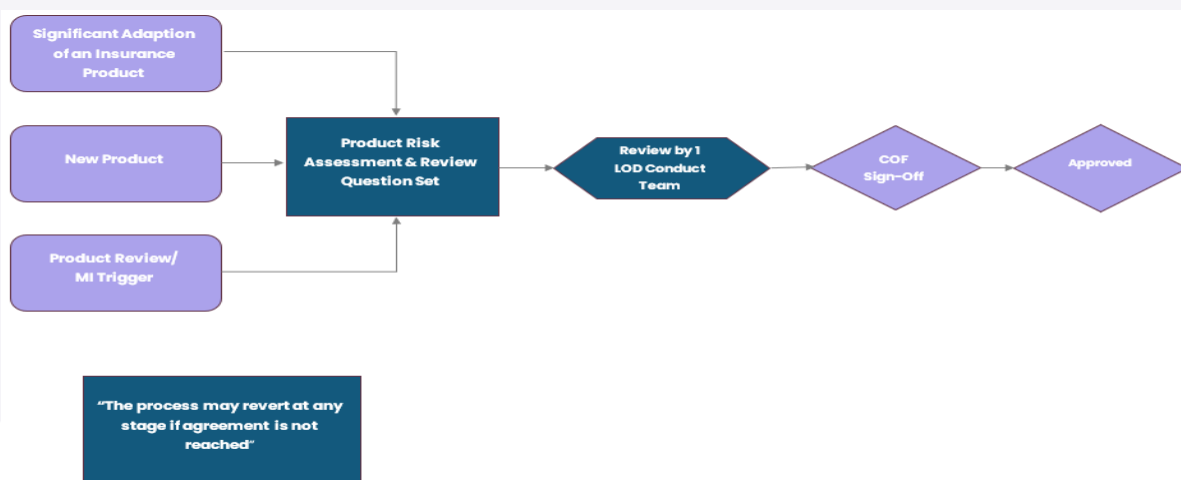 Significant Adaption
of an Insurance
Product
New Product
Product Review/
MI Trigger
Product Risk
Assessment & Review
Question Set
Review by 1
LOD Conduct
Team
COF
Sign-Off
Approved
“The process may revert at any
stage if agreement is not
reached”